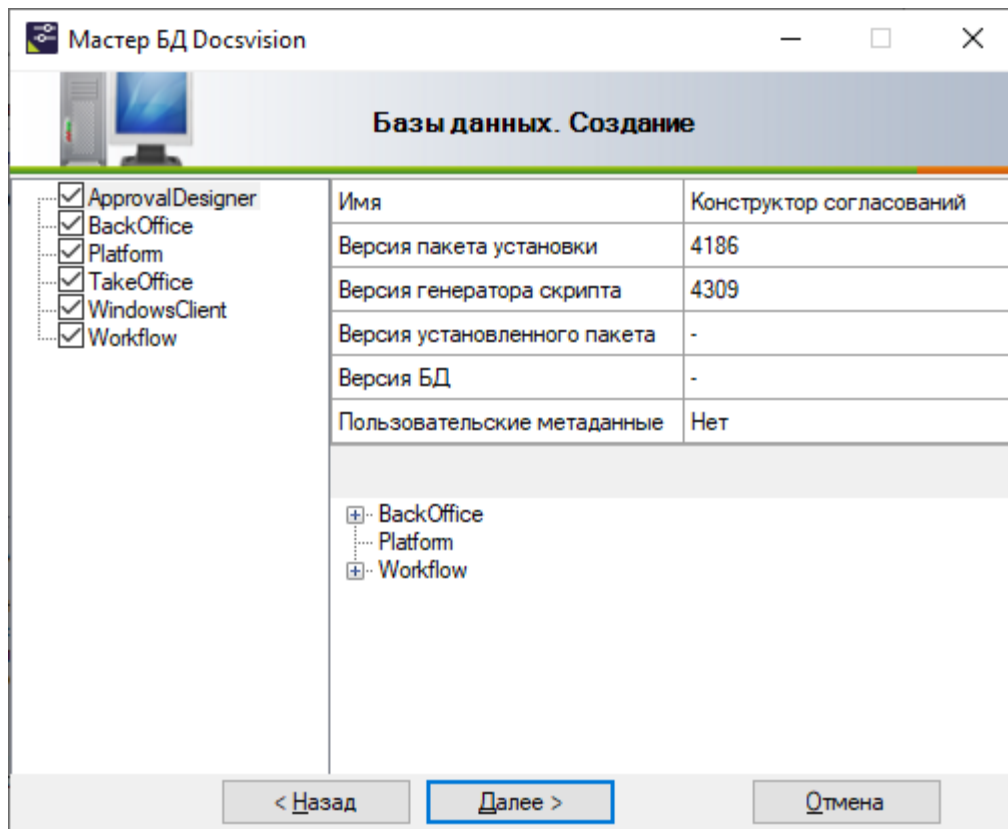 Мастер БД Docsvision
Базы данных. Создание
ApprovalDesigner
BackOffice
Platform
TakeOffice
WindowsClient
Workflow
Имя Конструктор согласований
Версия пакета установки 4186
Версия генератора скрипта 4309
Версия установленного пакета -
Версия БД -
Пользовательские метаданные Нет
BackOffice
Platform
Workflow
< Назад Далее > Отмена